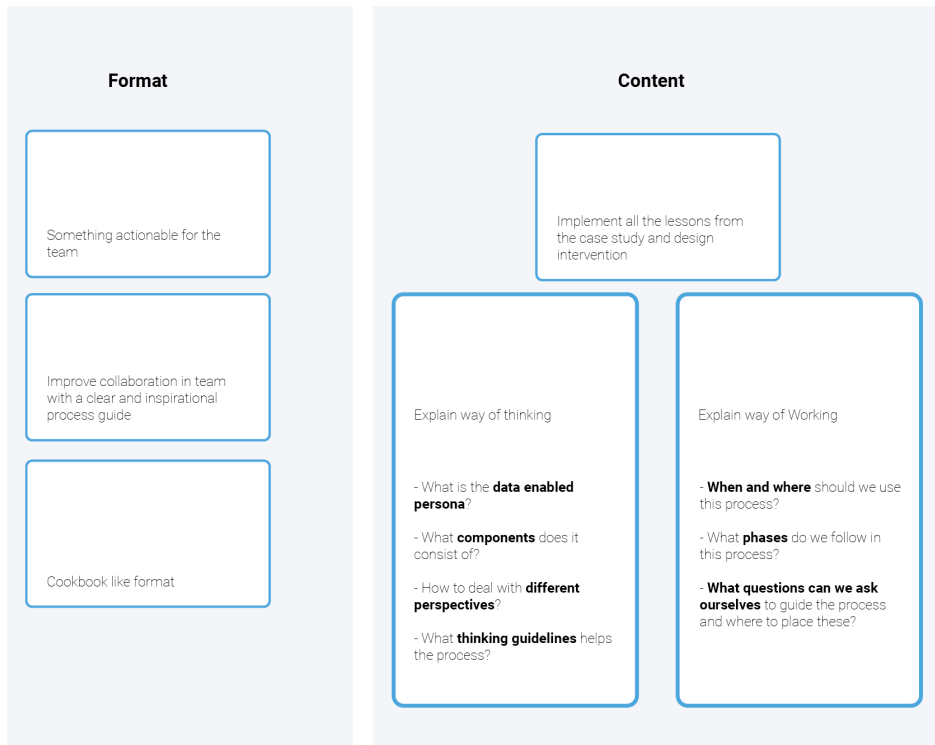 Format
Something actionable for the
team
Improve collaboration in team
with a clear and inspirational
process guide
Cookbook like format
Content
Implement all the lessons from
the case study and design
intervention
Explain way of thinking
- What is the data enabled
persona?
- What components does it
consist of?
- How to deal with different
perspectives?
- What thinking guidelines helps
the process?
Explain way of Working
- When and where should we use
this process?
- What phases do we follow in
this process?
- What questions can we ask
ourselves to guide the process
and where to place these?